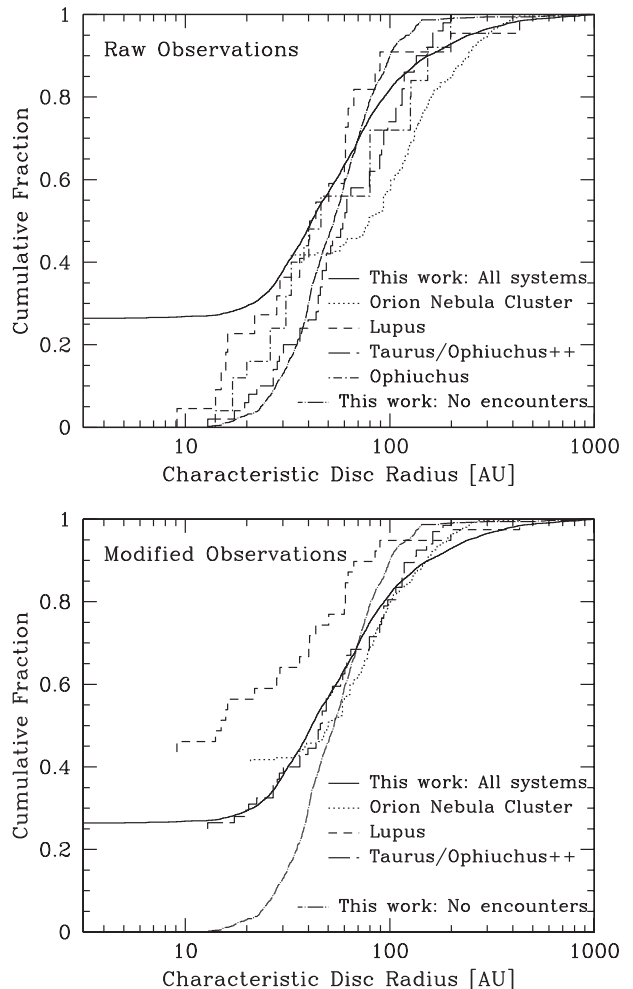 1
Raw Observations
0.8
0.6
0.4
0.2
0
Cumulative Fraction
This work: All systems
Orion Nebula Cluster
Lupus
Taurus/Ophiuchus++
Ophiuchus
This work: No encounters
10
100
1000
Characteristic Disc Radius [AU]
1
Modified Observations
0.8
0.6
0.4
0.2
0
Cumulative Fraction
This work: All systems
Orion Nebula Cluster
Lupus
Taurus/Ophiuchus++
This work: No encounters
10
100
1000
Characteristic Disc Radius [AU]